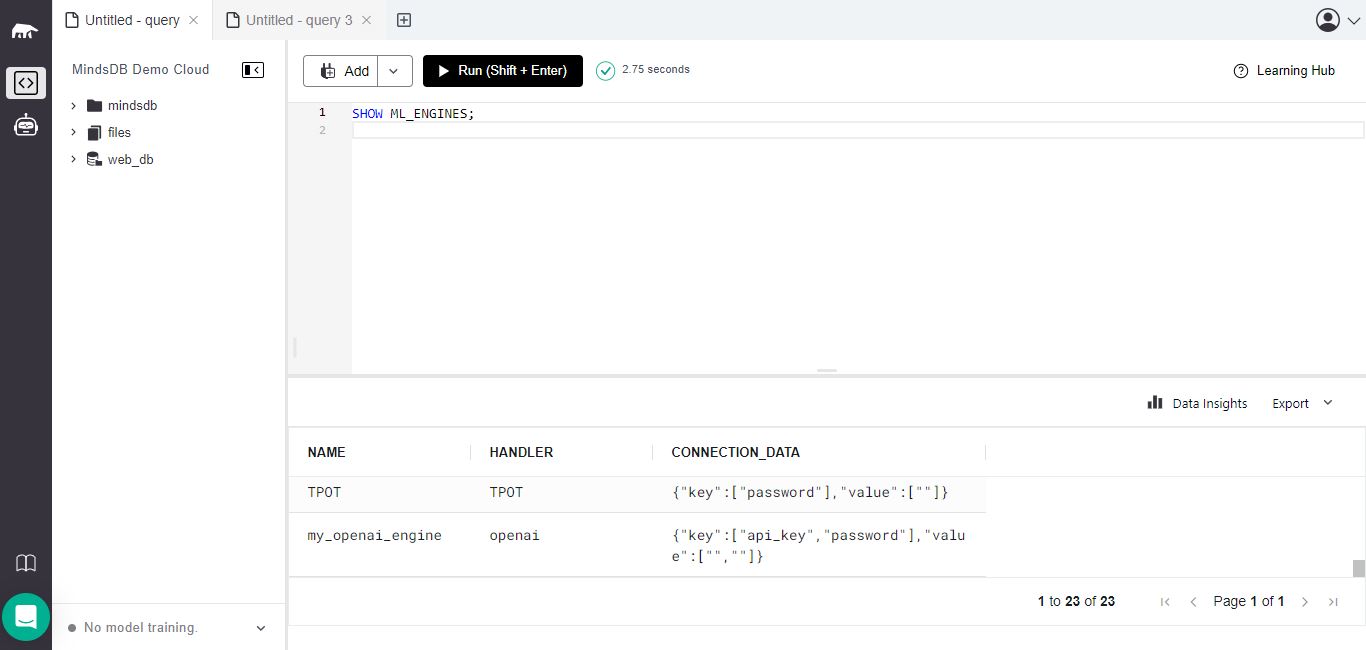 Untitled - query
Untitled - query 3
MindsDB Demo Cloud
Add
Run (Shift + Enter)
2.75 seconds
Learning Hub
mindsdb
files
web_db
1 SHOW ML_ENGINES;
2
Data Insights
Export
NAME HANDLER CONNECTION_DATA
TPOT TPOT {"key":["password"],"value":[""]}
my_openai_engine openai {"key":["api_key","password"],"valu
e":["",""]}
1 to 23 of 23
Page 1 of 1
No model training.